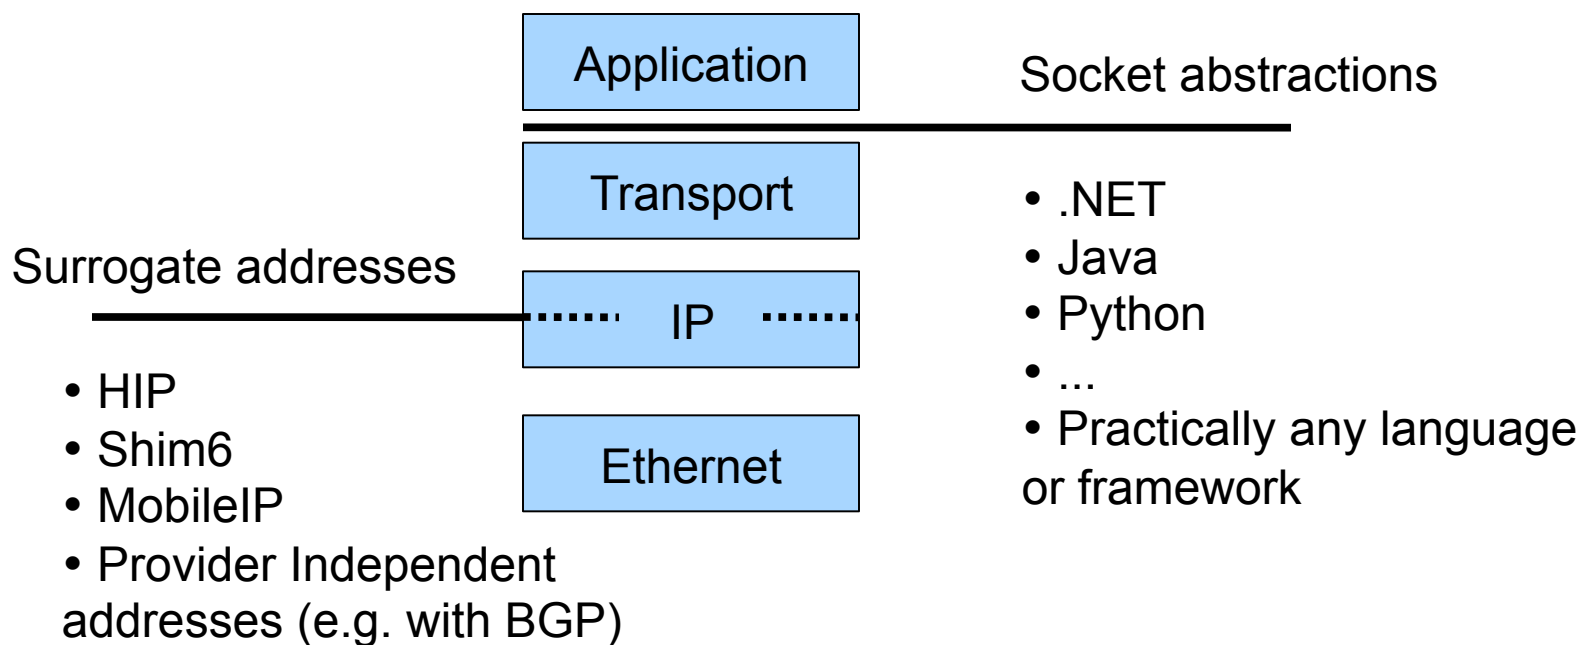 Application
Transport
IP
Ethernet
Surrogate addresses
• HIP
• Shim6
• MobileIP
• Provider Independent
addresses (e.g. with BGP)
Socket abstractions
• .NET
• Java
• Python
• ...
• Practically any language
or framework